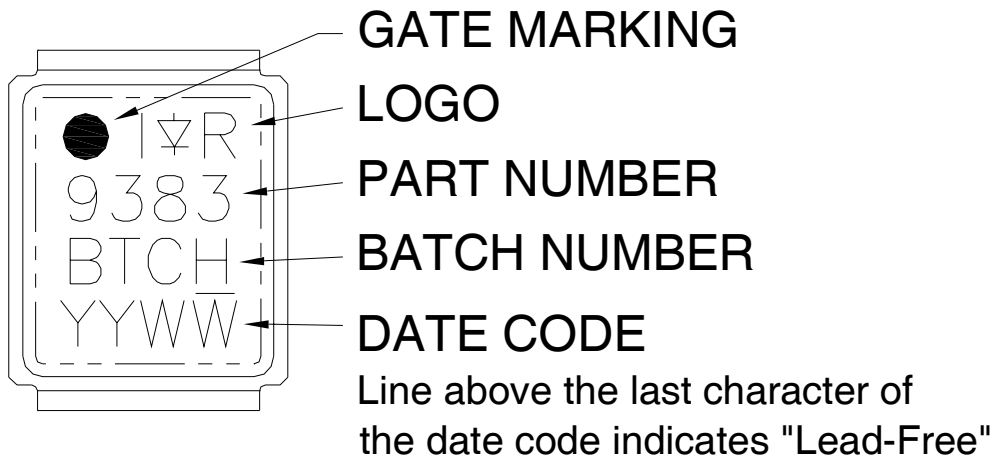 GATE MARKING
I R
LOGO
9383
PART NUMBER
BTCH
BATCH NUMBER
YYWW̅
DATE CODE
Line above the last character of
the date code indicates "Lead-Free"